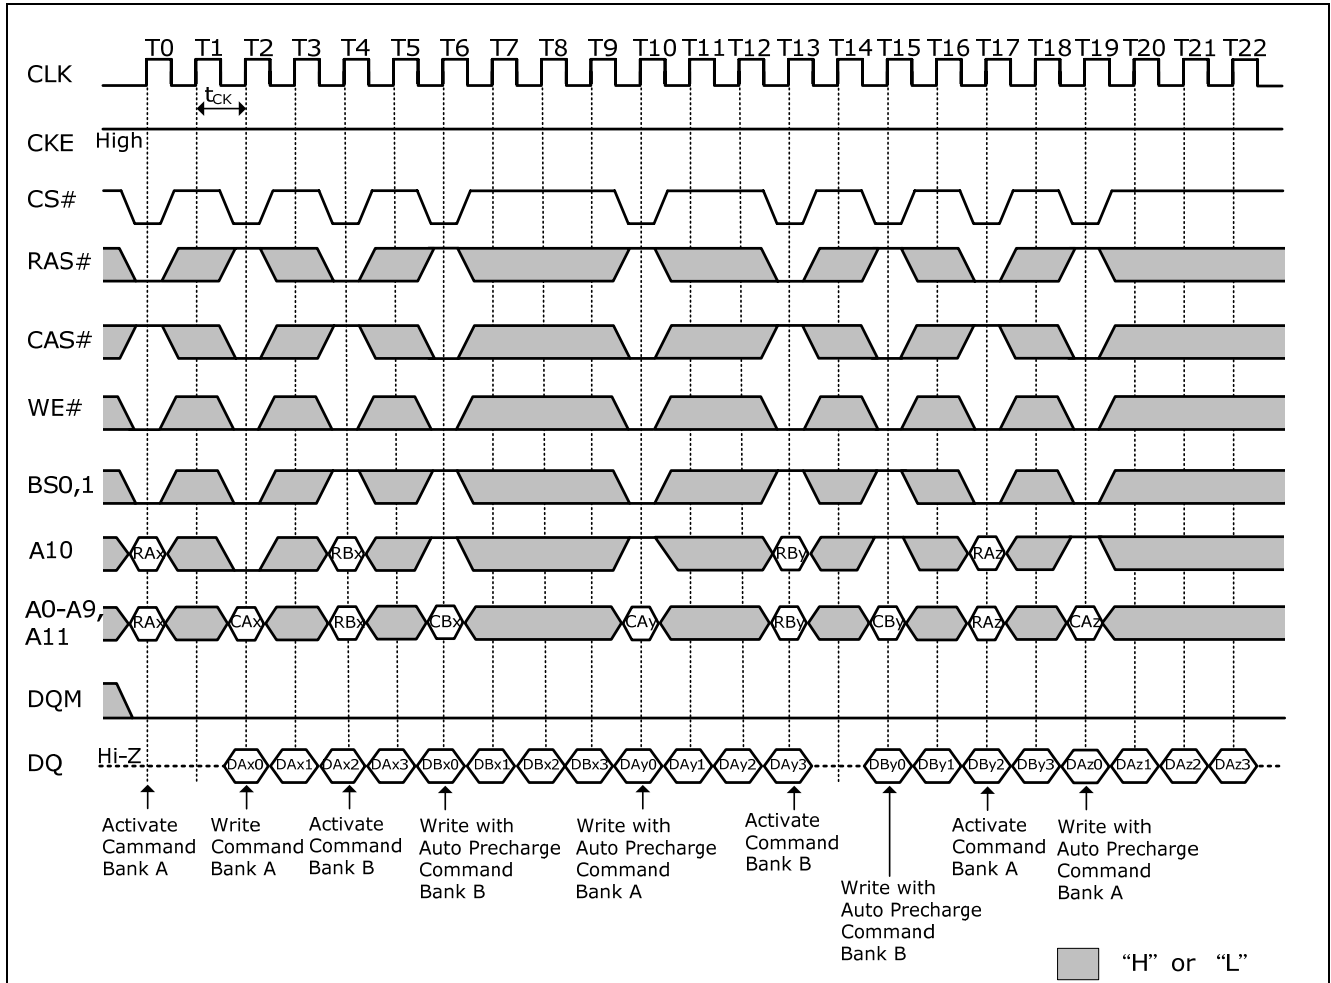 T0 T1 T2 T3 T4 T5 T6 T7 T8 T9 T10 T11 T12 T13 T14 T15 T16 T17 T18 T19 T20 T21 T22
CLK
tCK
CKE High
CS#
RAS#
CAS#
WE#
BS0,1
A10 RAx RBx RBy RAz
A0-A9,
A11
RAx CAx RBx CBx CAy RBy CBy RAz CAz
DQM
DQ Hi-Z DAx0 DAx1 DAx2 DAx3 DBx0 DBx1 DBx2 DBx3 DAy0 DAy1 DAy2 DAy3 DBy0 DBy1 DBy2 DBy3 DAz0 DAz1 DAz2 DAz3
Activate
Cammand
Bank A
Write
Command
Bank A
Activate
Command
Bank B
Write with
Auto Precharge
Command
Bank B
Write with
Auto Precharge
Command
Bank A
Activate
Command
Bank B
Write with
Auto Precharge
Command
Bank B
Activate
Command
Bank A
Write with
Auto Precharge
Command
Bank A
“H” or “L”